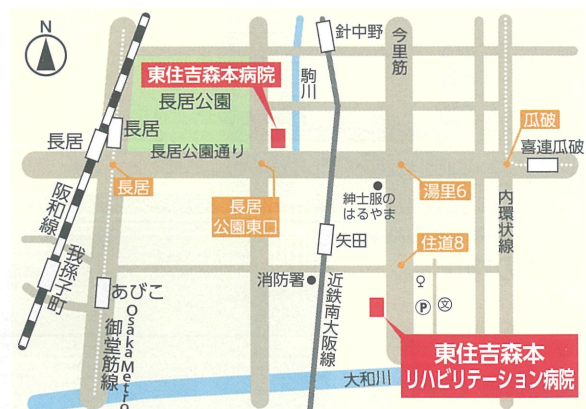 N
針中野
今里筋
東住吉森本病院
駒川
長居公園
長居
長居
長居公園通り
瓜破
喜連瓜破
長居
長居
公園東口
紳士服の
はるやま
湯里6
内環状線
阪和線
矢田
住道8
我孫子町
消防署
あびこ
近鉄南大阪線
P
文
Osaka Metro
御堂筋線
大和川
東住吉森本
リハビリテーション病院